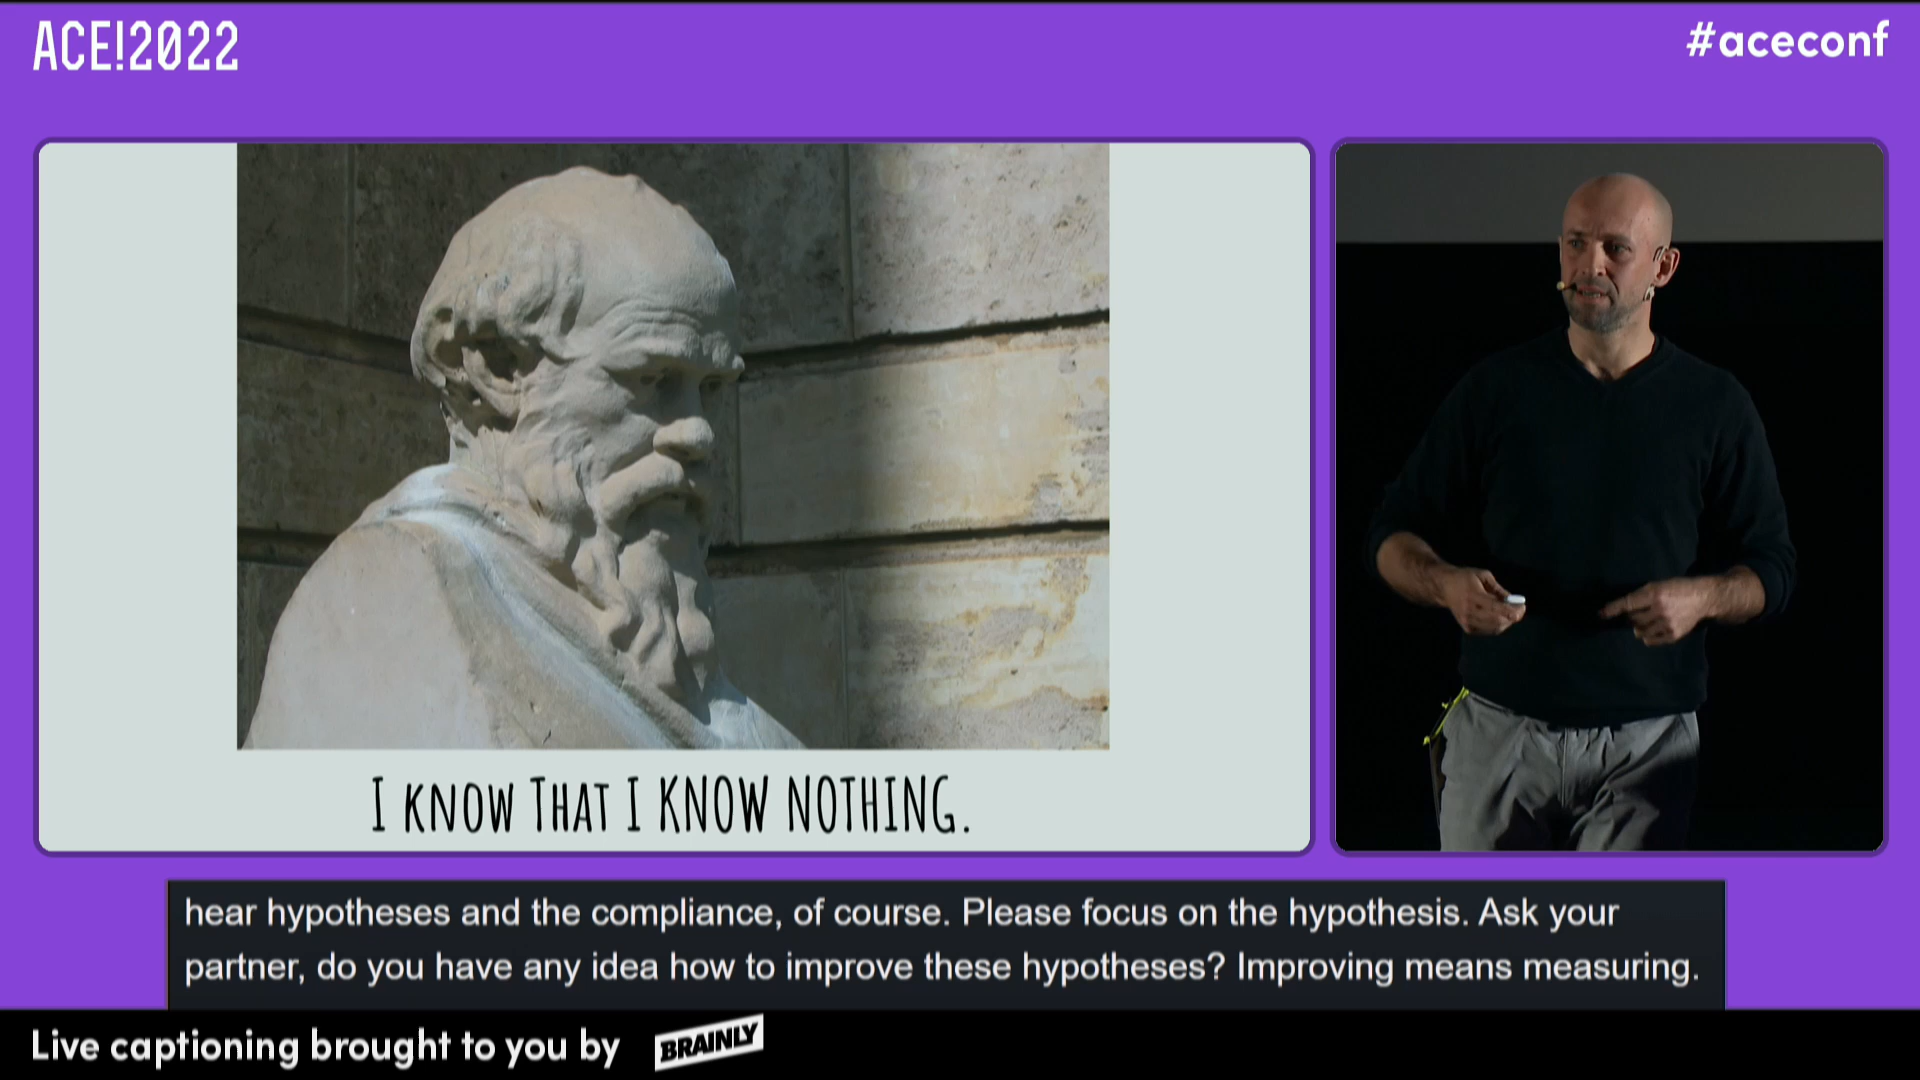 ACE!2022
#aceconf
I KNOW THAT I KNOW NOTHING.
hear hypotheses and the compliance, of course. Please focus on the hypothesis. Ask your
partner, do you have any idea how to improve these hypotheses? Improving means measuring.
Live captioning brought to you by BRAINLY